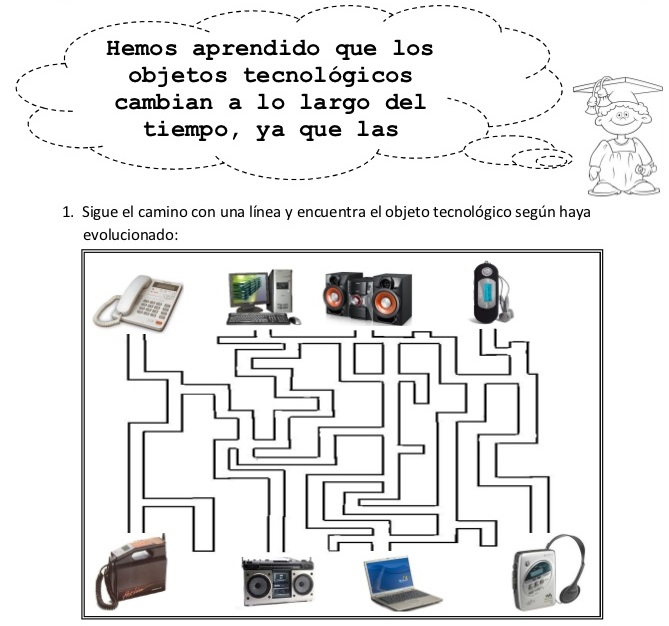 Hemos aprendido que los
objetos tecnológicos
cambian a lo largo del
tiempo, ya que las
1. Sigue el camino con una línea y encuentra el objeto tecnológico según haya
evolucionado: